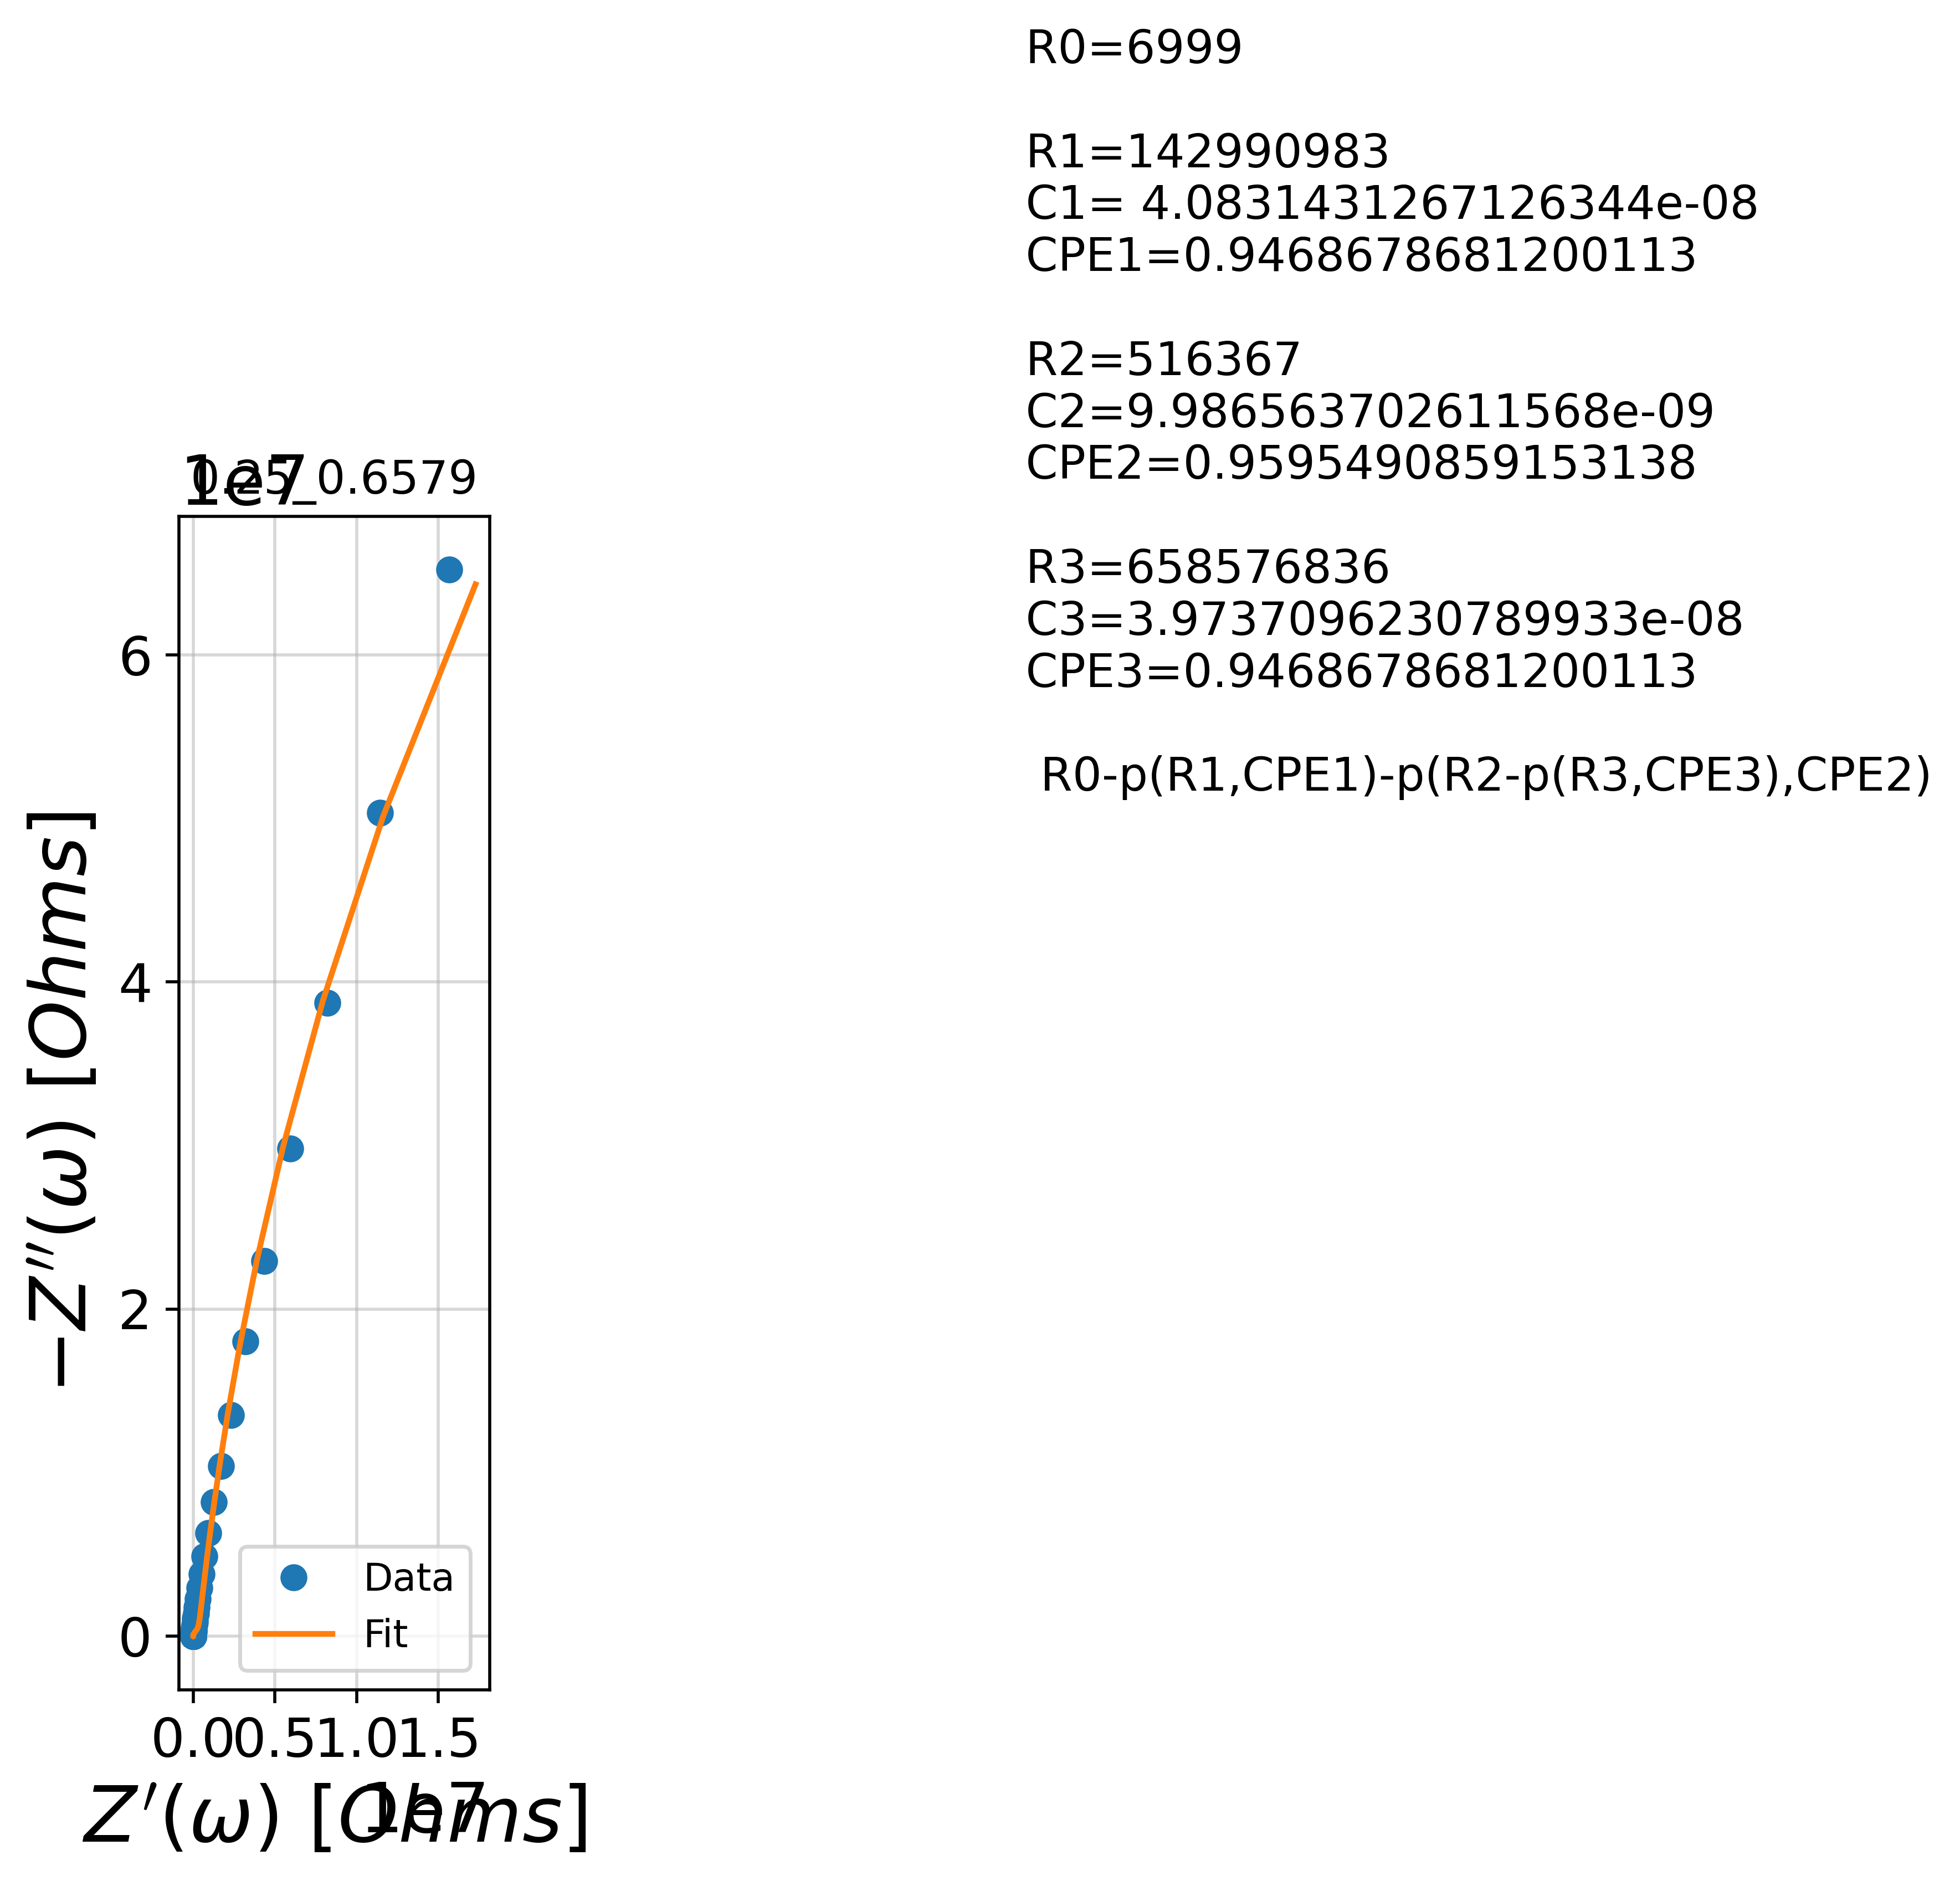 R0=6999
R1=142990983
C1= 4.0831431267126344e-08
CPE1=0.9468678681200113
R2=516367
C2=9.986563702611568e-09
CPE2=0.9595490859153138
R3=658576836
C3=3.9737096230789933e-08
CPE3=0.9468678681200113
R0-p(R1,CPE1)-p(R2-p(R3,CPE3),CPE2)
1e7
0.25_0.6579
6
4
2
0
−Z″(ω) [Ohms]
Data
Fit
0.0 0.5 1.0 1.5
1e7
Z′(ω) [Ohms]